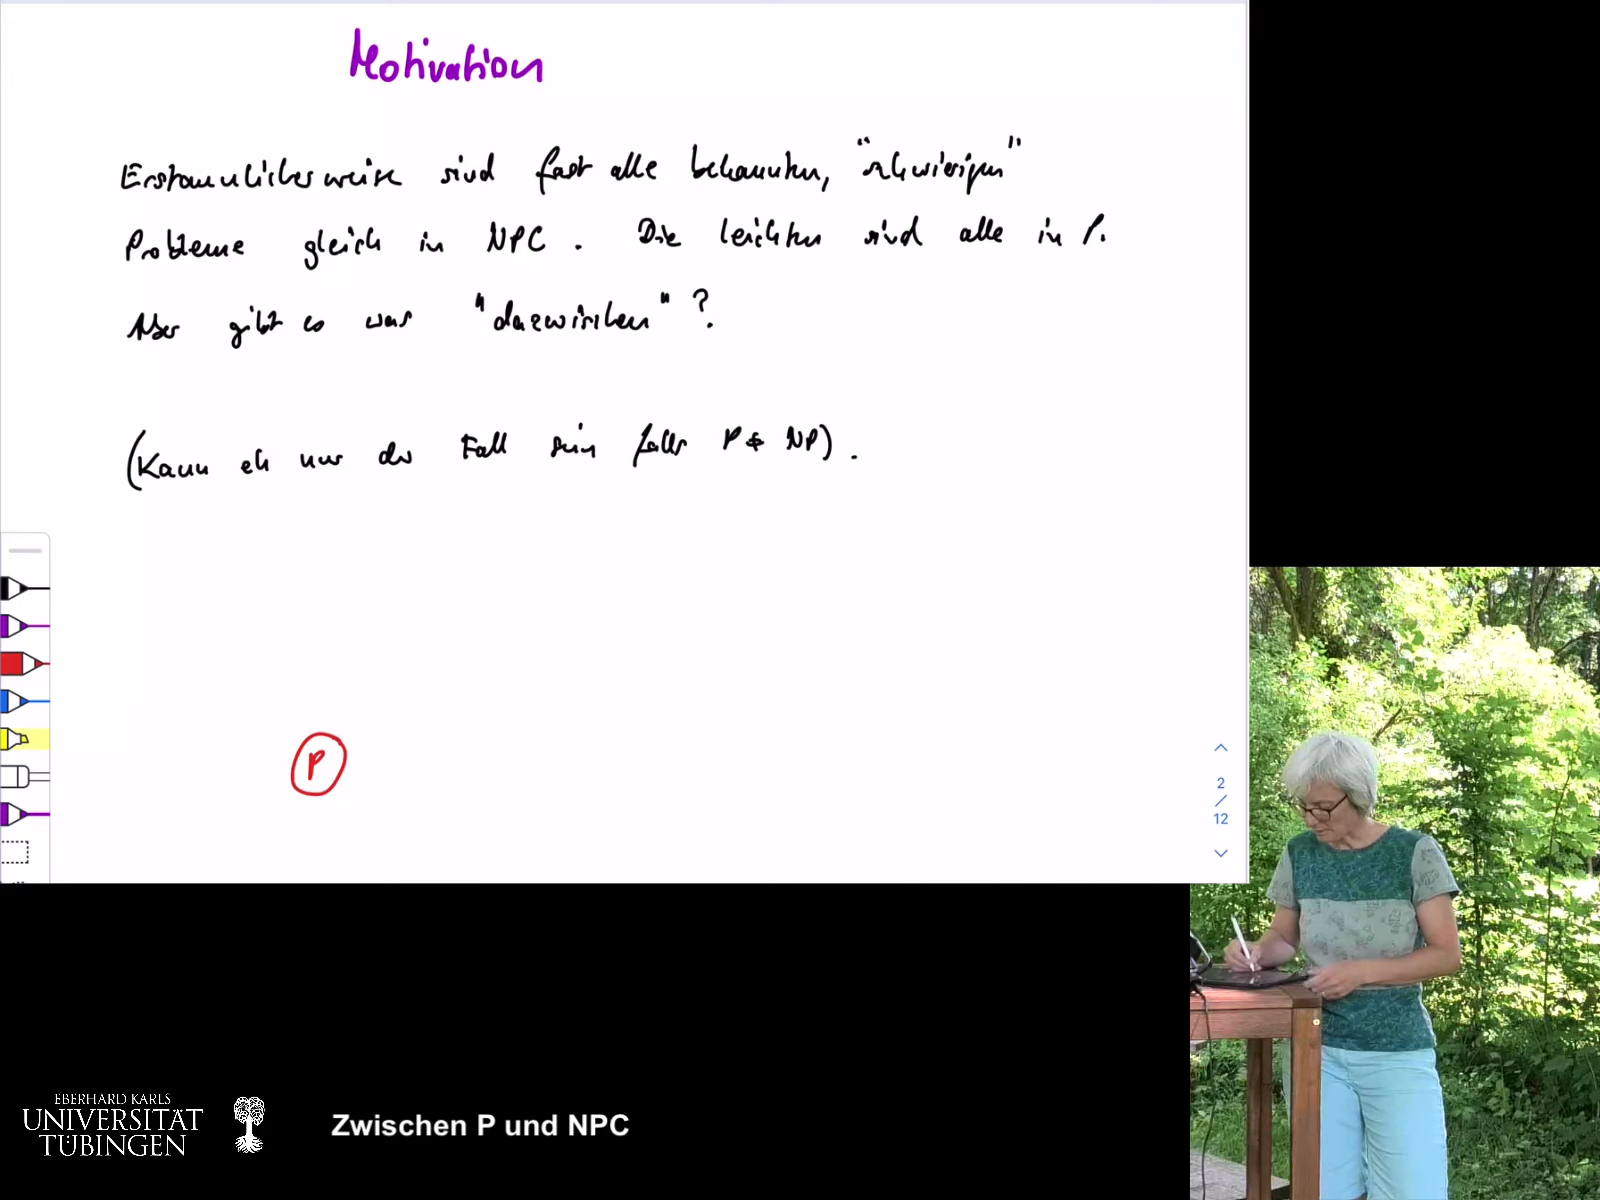 Motivation
Erstaunlicherweise sind fast alle bekannten, "schwierigen"
Probleme gleich in NPC. Die leichten sind alle in P.
Aber gibt es was "dazwischen"?
(Kann eh nur der Fall sein falls P ≠ NP).
P
2
/
12
EBERHARD KARLS
UNIVERSITÄT
TÜBINGEN
Zwischen P und NPC